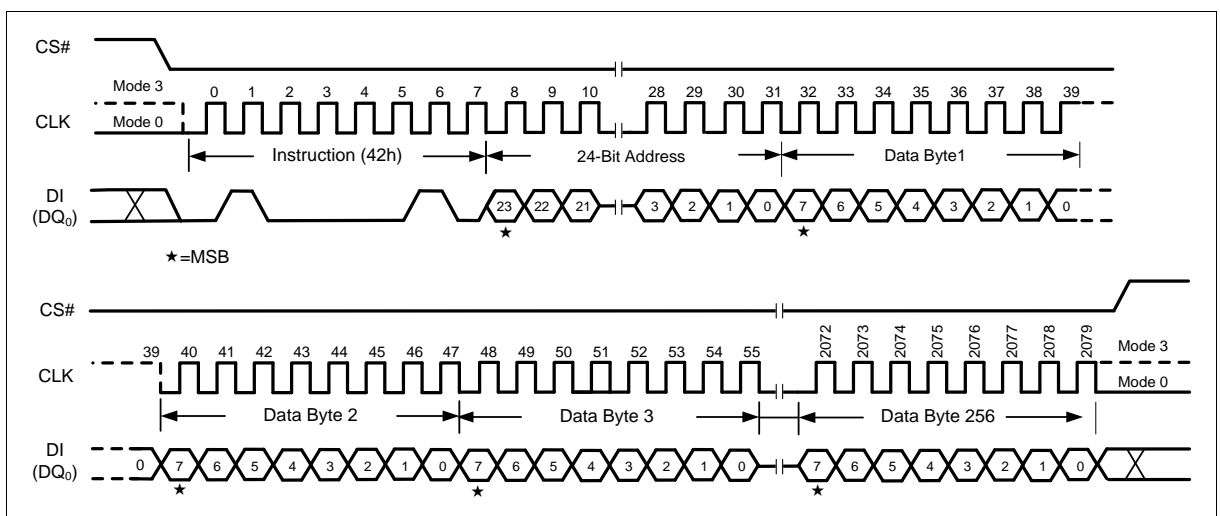 CS#
Mode 3
0 1 2 3 4 5 6 7 8 9 10 28 29 30 31 32 33 34 35 36 37 38 39
CLK
Mode 0
Instruction (42h) 24-Bit Address Data Byte1
DI
(DQ0)
23 22 21 3 2 1 0 7 6 5 4 3 2 1 0
★ ★
★=MSB
CS#
39 40 41 42 43 44 45 46 47 48 49 50 51 52 53 54 55 2072 2073 2074 2075 2076 2077 2078 2079
Mode 3
CLK
Mode 0
Data Byte 2 Data Byte 3 Data Byte 256
DI
(DQ0)
0 7 6 5 4 3 2 1 0 7 6 5 4 3 2 1 0 7 6 5 4 3 2 1 0
★ ★ ★